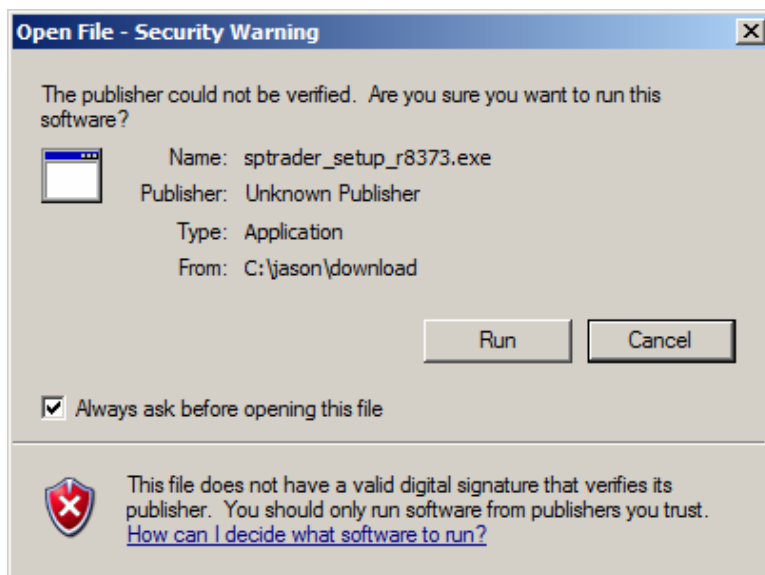 Open File - Security Warning
The publisher could not be verified. Are you sure you want to run this
software?
Name: sptrader_setup_r8373.exe
Publisher: Unknown Publisher
Type: Application
From: C:\jason\download
Run Cancel
Always ask before opening this file
This file does not have a valid digital signature that verifies its
publisher. You should only run software from publishers you trust.
How can I decide what software to run?